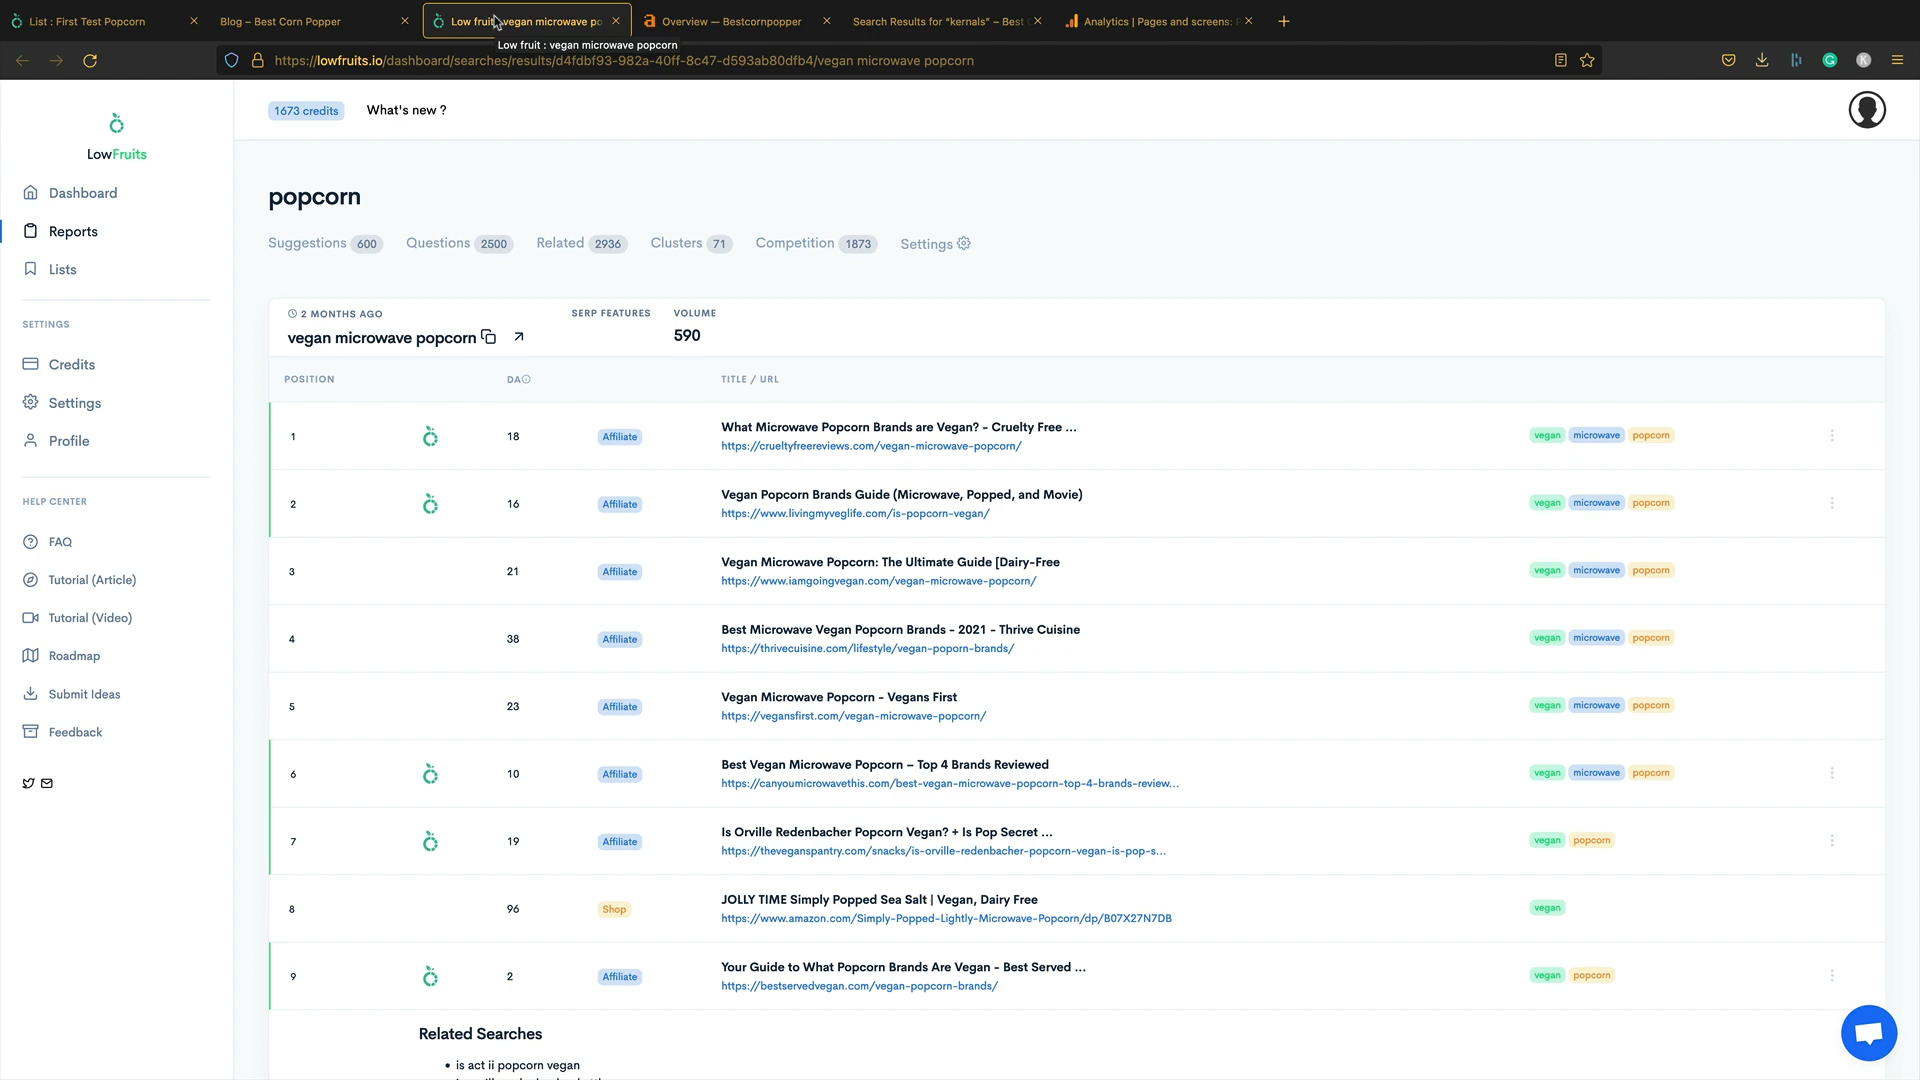 List : First Test Popcorn
Blog – Best Corn Popper
Low fruit : vegan microwave po
Overview — Bestcornpopper
Search Results for “kernals” – Best
Analytics | Pages and screens:
Low fruit : vegan microwave popcorn
https://lowfruits.io/dashboard/searches/results/d4fdbf93-982a-40ff-8c47-d593ab80dfb4/vegan microwave popcorn
K
LowFruits
1673 credits
What's new ?
Dashboard
Reports
Lists
SETTINGS
Credits
Settings
Profile
HELP CENTER
FAQ
Tutorial (Article)
Tutorial (Video)
Roadmap
Submit Ideas
Feedback
popcorn
Suggestions 600
Questions 2500
Related 2936
Clusters 71
Competition 1873
Settings
2 MONTHS AGO
SERP FEATURES
VOLUME
vegan microwave popcorn
590
POSITION DA TITLE / URL
1 18 Affiliate What Microwave Popcorn Brands are Vegan? - Cruelty Free ... vegan microwave popcorn
https://crueltyfreereviews.com/vegan-microwave-popcorn/
2 16 Affiliate Vegan Popcorn Brands Guide (Microwave, Popped, and Movie) vegan microwave popcorn
https://www.livingmyveglife.com/is-popcorn-vegan/
3 21 Affiliate Vegan Microwave Popcorn: The Ultimate Guide [Dairy-Free vegan microwave popcorn
https://www.iamgoingvegan.com/vegan-microwave-popcorn/
4 38 Affiliate Best Microwave Vegan Popcorn Brands - 2021 - Thrive Cuisine vegan microwave popcorn
https://thrivecuisine.com/lifestyle/vegan-poporn-brands/
5 23 Affiliate Vegan Microwave Popcorn - Vegans First vegan microwave popcorn
https://vegansfirst.com/vegan-microwave-popcorn/
6 10 Affiliate Best Vegan Microwave Popcorn – Top 4 Brands Reviewed vegan microwave popcorn
https://canyoumicrowavethis.com/best-vegan-microwave-popcorn-top-4-brands-review...
7 19 Affiliate Is Orville Redenbacher Popcorn Vegan? + Is Pop Secret ... vegan popcorn
https://theveganspantry.com/snacks/is-orville-redenbacher-popcorn-vegan-is-pop-s...
8 96 Shop JOLLY TIME Simply Popped Sea Salt | Vegan, Dairy Free vegan
https://www.amazon.com/Simply-Popped-Lightly-Microwave-Popcorn/dp/B07X27N7DB
9 2 Affiliate Your Guide to What Popcorn Brands Are Vegan - Best Served ... vegan popcorn
https://bestservedvegan.com/vegan-popcorn-brands/
Related Searches
• is act ii popcorn vegan